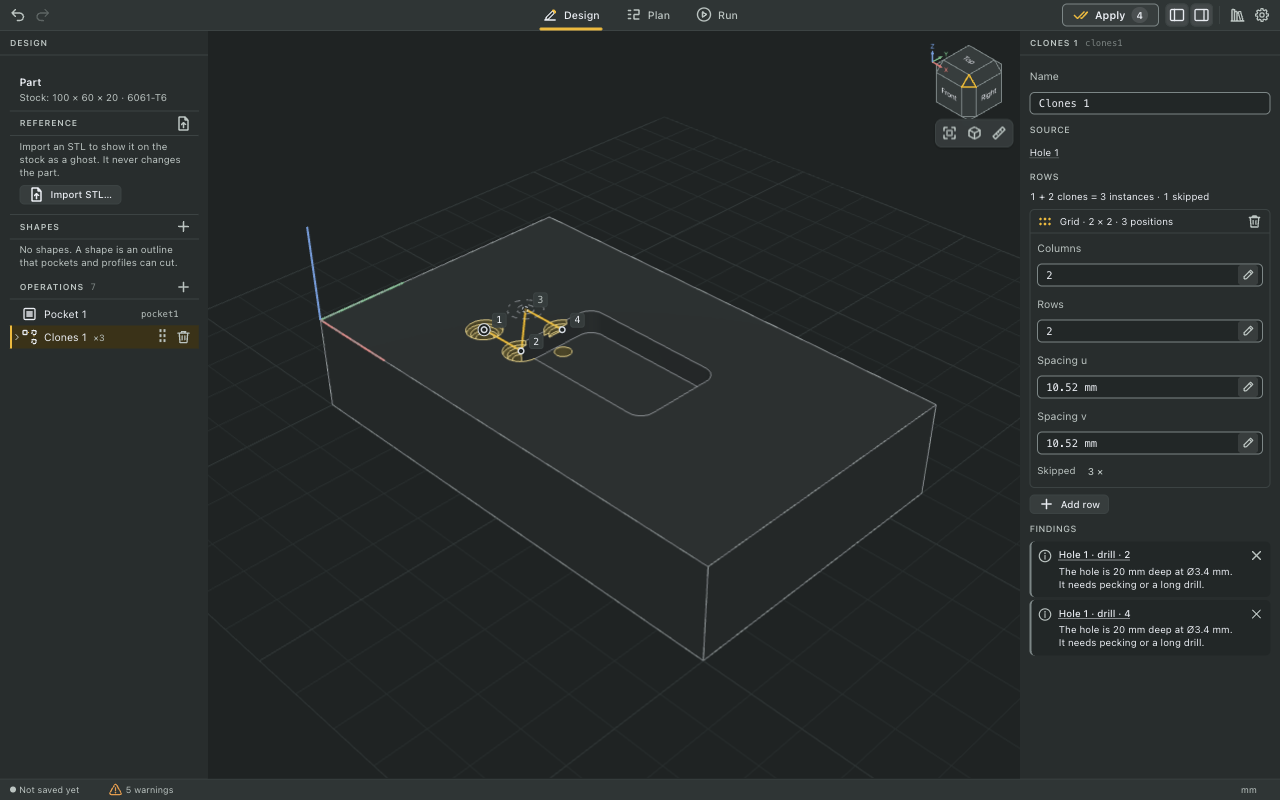 Design
Plan
Run
Apply 4
DESIGN
Part
Stock: 100 × 60 × 20 · 6061-T6
REFERENCE
Import an STL to show it on the
stock as a ghost. It never changes
the part.
Import STL...
SHAPES
No shapes. A shape is an outline
that pockets and profiles can cut.
OPERATIONS 7
Pocket 1 pocket1
Clones 1 ×3
Z
Y
X
Top
Front
Right
3
1
4
2
CLONES 1 clones1
Name
Clones 1
SOURCE
Hole 1
ROWS
1 + 2 clones = 3 instances · 1 skipped
Grid · 2 × 2 · 3 positions
Columns
2
Rows
2
Spacing u
10.52 mm
Spacing v
10.52 mm
Skipped 3 ×
Add row
FINDINGS
Hole 1 · drill · 2
The hole is 20 mm deep at Ø3.4 mm.
It needs pecking or a long drill.
Hole 1 · drill · 4
The hole is 20 mm deep at Ø3.4 mm.
It needs pecking or a long drill.
Not saved yet
5 warnings
mm